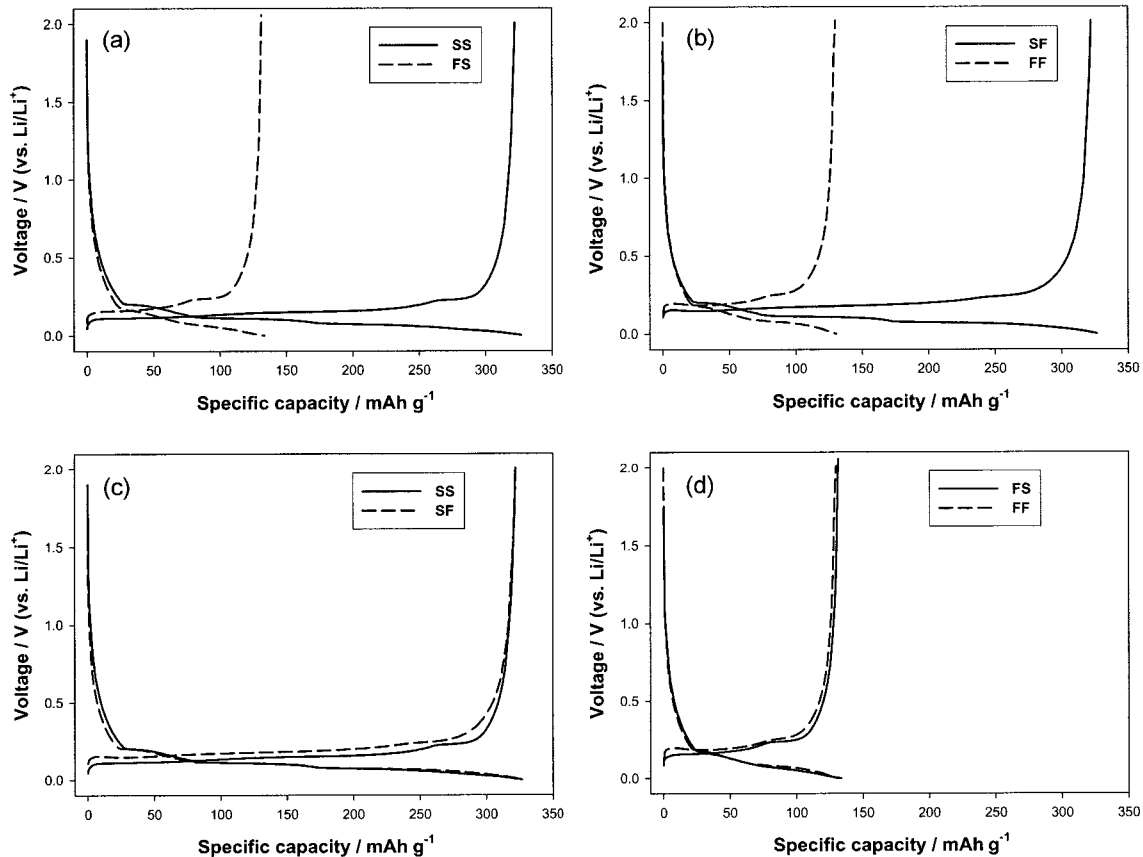 (a)
SS
FS
Voltage / V (vs. Li/Li⁺)
2.0
1.5
1.0
0.5
0.0
0 50 100 150 200 250 300 350
Specific capacity / mAh g⁻¹
(b)
SF
FF
Voltage / V (vs. Li/Li⁺)
2.0
1.5
1.0
0.5
0.0
0 50 100 150 200 250 300 350
Specific capacity / mAh g⁻¹
(c)
SS
SF
Voltage / V (vs. Li/Li⁺)
2.0
1.5
1.0
0.5
0.0
0 50 100 150 200 250 300 350
Specific capacity / mAh g⁻¹
(d)
FS
FF
Voltage / V (vs. Li/Li⁺)
2.0
1.5
1.0
0.5
0.0
0 50 100 150 200 250 300 350
Specific capacity / mAh g⁻¹